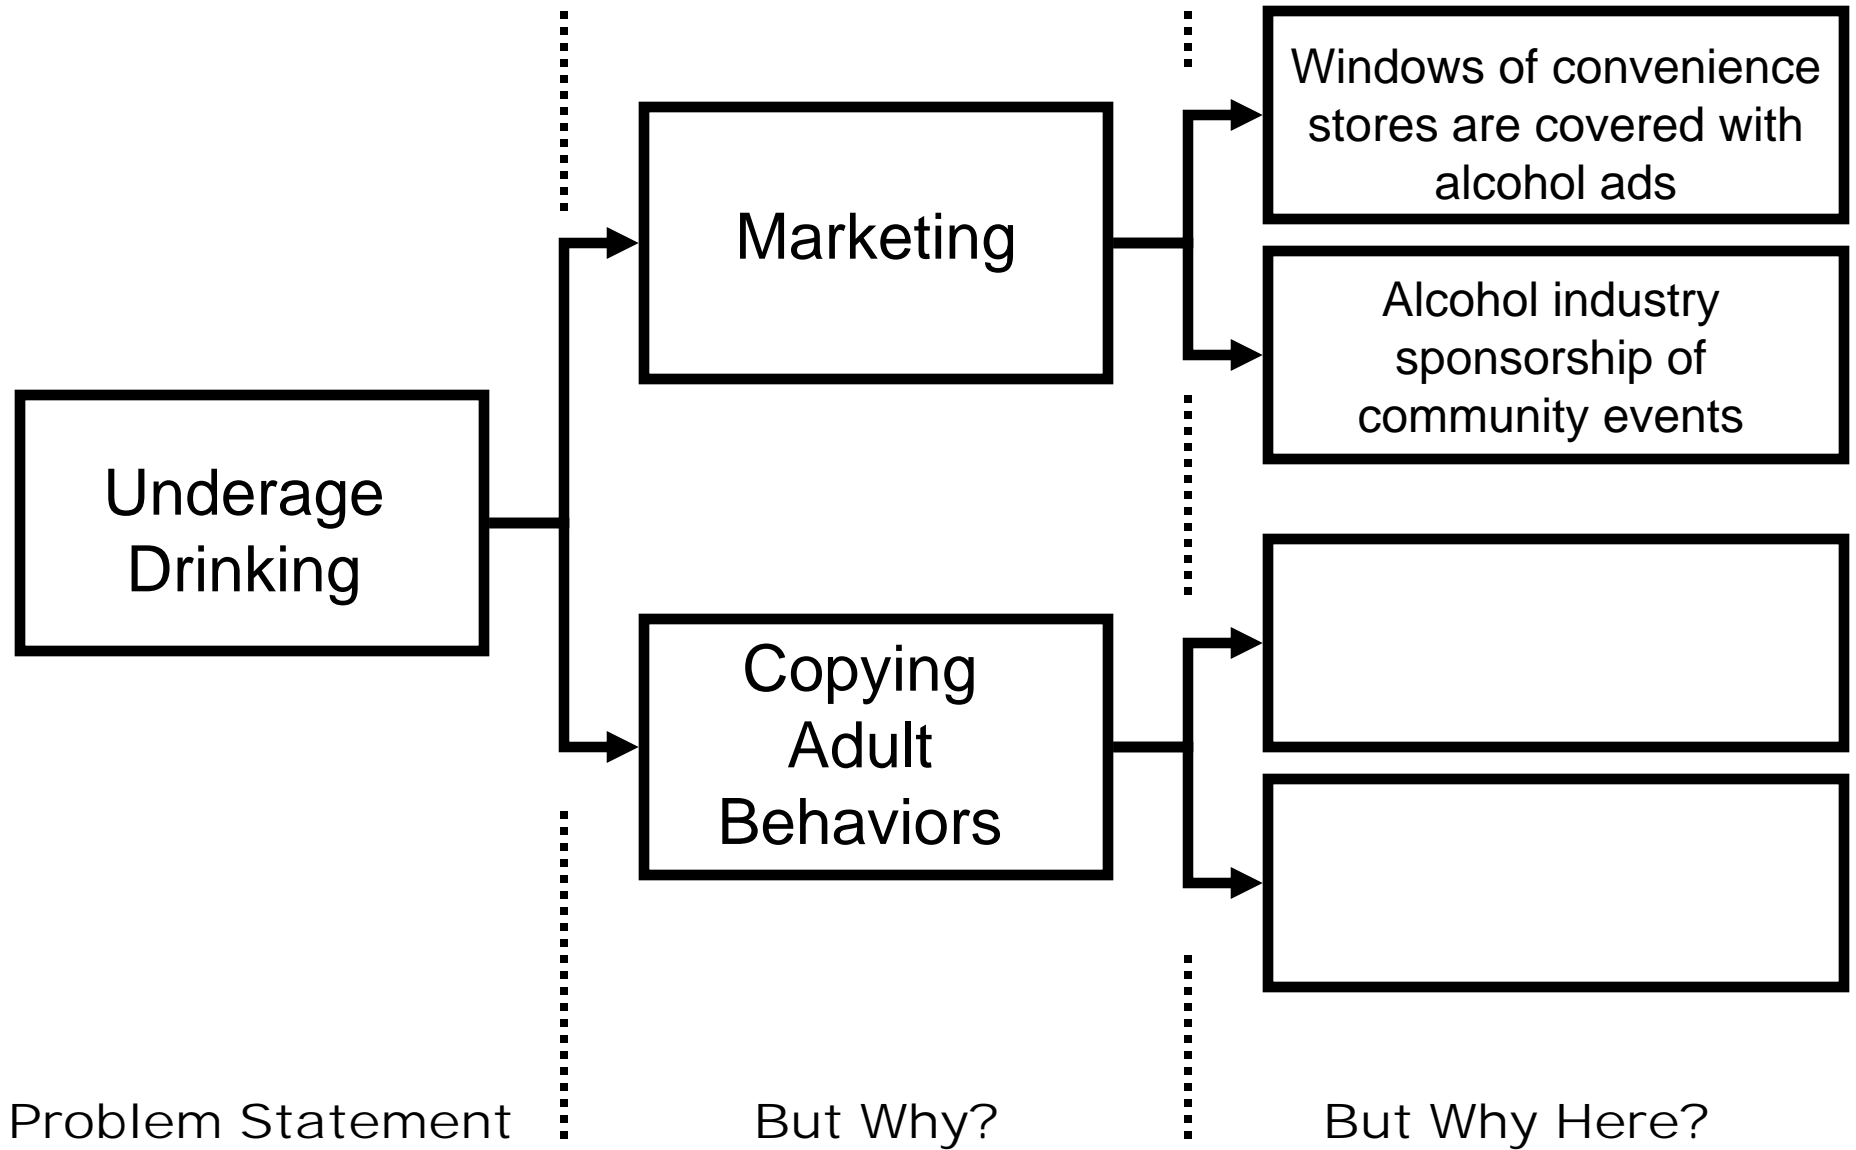 Windows of convenience
stores are covered with
alcohol ads
Marketing
Alcohol industry
sponsorship of
community events
Underage
Drinking
Copying
Adult
Behaviors
Problem Statement
But Why?
But Why Here?